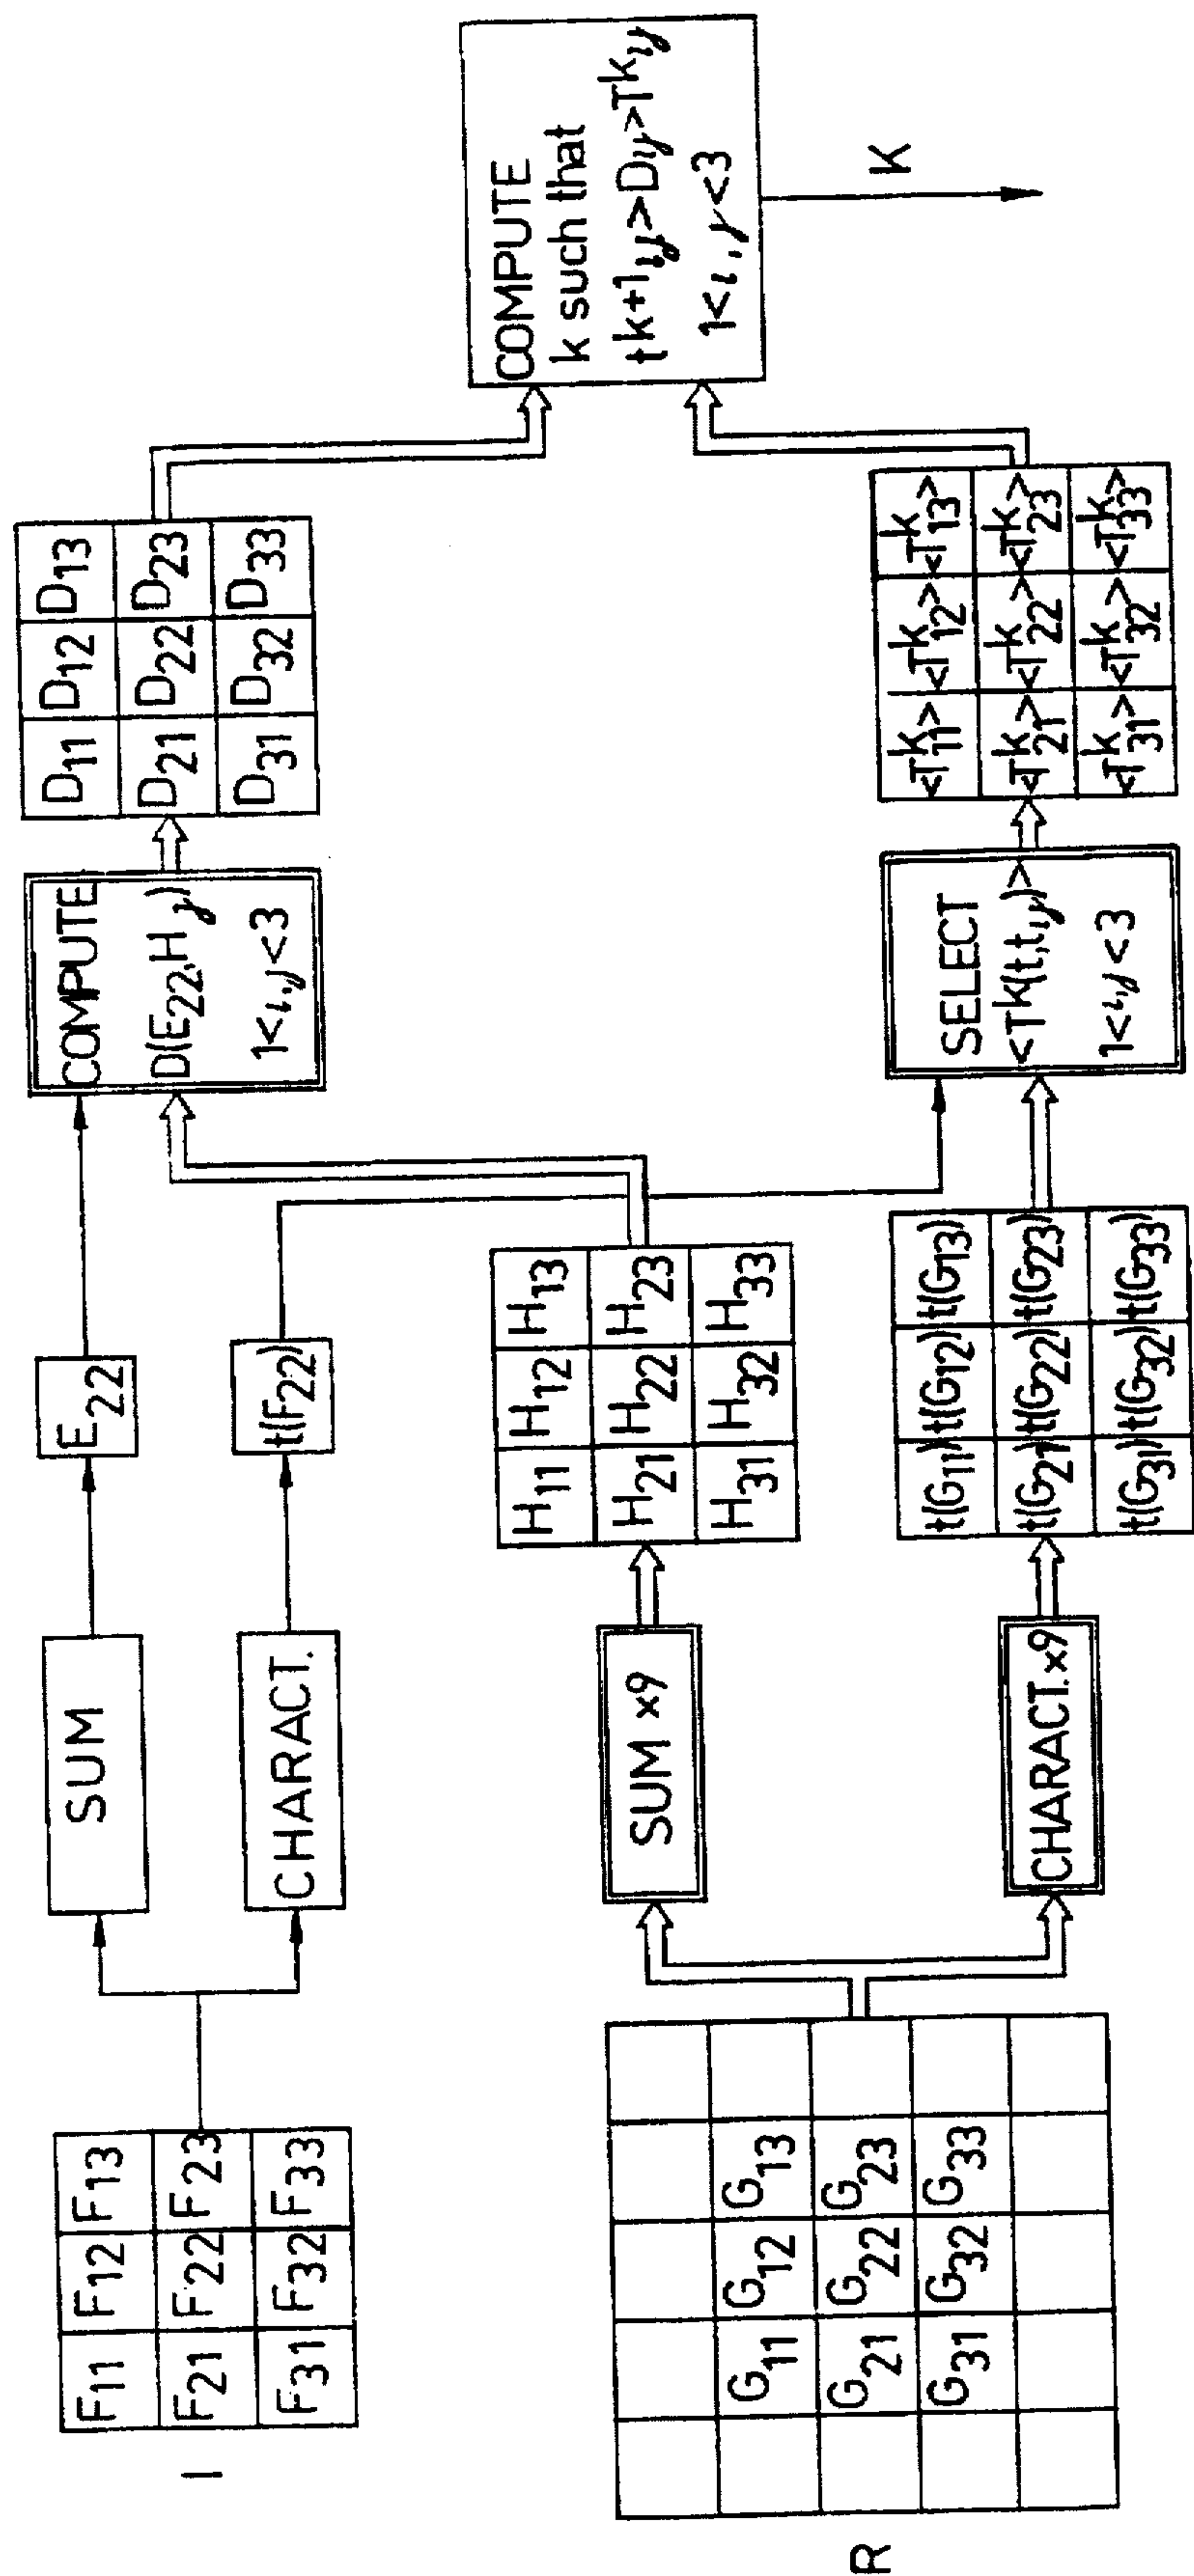 I
F11 F12 F13
F21 F22 F23
F31 F32 F33
SUM
CHARACT.
E22
t(F22)
COMPUTE
D(E22,H j)
1<i,j<3
D11 D12 D13
D21 D22 D23
D31 D32 D33
R
G11 G12 G13
G21 G22 G23
G31 G32 G33
SUM ×9
CHARACT.×9
H11 H12 H13
H21 H22 H23
H31 H32 H33
t(G11) t(G12) t(G13)
t(G21) t(G22) t(G23)
t(G31) t(G32) t(G33)
SELECT
<Tk(t,tij)>
1<i,j<3
<Tk11> <Tk12> <Tk13>
<Tk21> <Tk22> <Tk23>
<Tk31> <Tk32> <Tk33>
COMPUTE
k such that
tk+1ij>Dij>Tkij
1<i,j<3
K